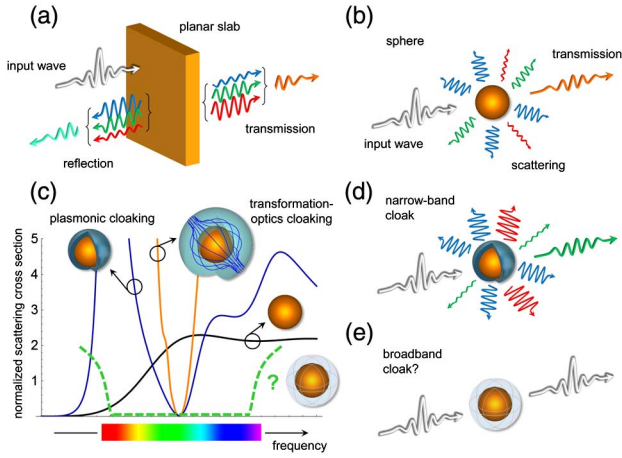 (a)
planar slab
input wave
transmission
reflection
(b)
sphere
transmission
input wave
scattering
(c)
plasmonic cloaking
transformation-
optics cloaking
normalized scattering cross section
5
4
3
2
1
?
frequency
(d)
narrow-band
cloak
(e)
broadband
cloak?